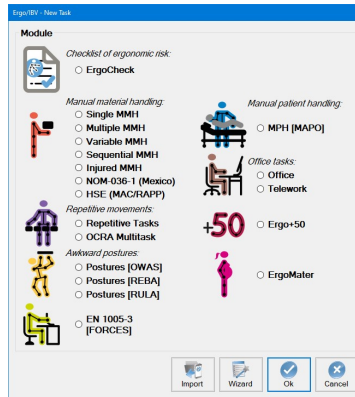 Ergo/IBV - New Task
Module
Checklist of ergonomic risk:
ErgoCheck
Manual material handling:
Single MMH
Multiple MMH
Variable MMH
Sequential MMH
Injured MMH
NOM-036-1 (Mexico)
HSE (MAC/RAPP)
Repetitive movements:
Repetitive Tasks
OCRA Multitask
Awkward postures:
Postures [OWAS]
Postures [REBA]
Postures [RULA]
EN 1005-3
[FORCES]
Manual patient handling:
MPH [MAPO]
Office tasks:
Office
Telework
+50
Ergo+50
ErgoMater
Import
Wizard
Ok
Cancel